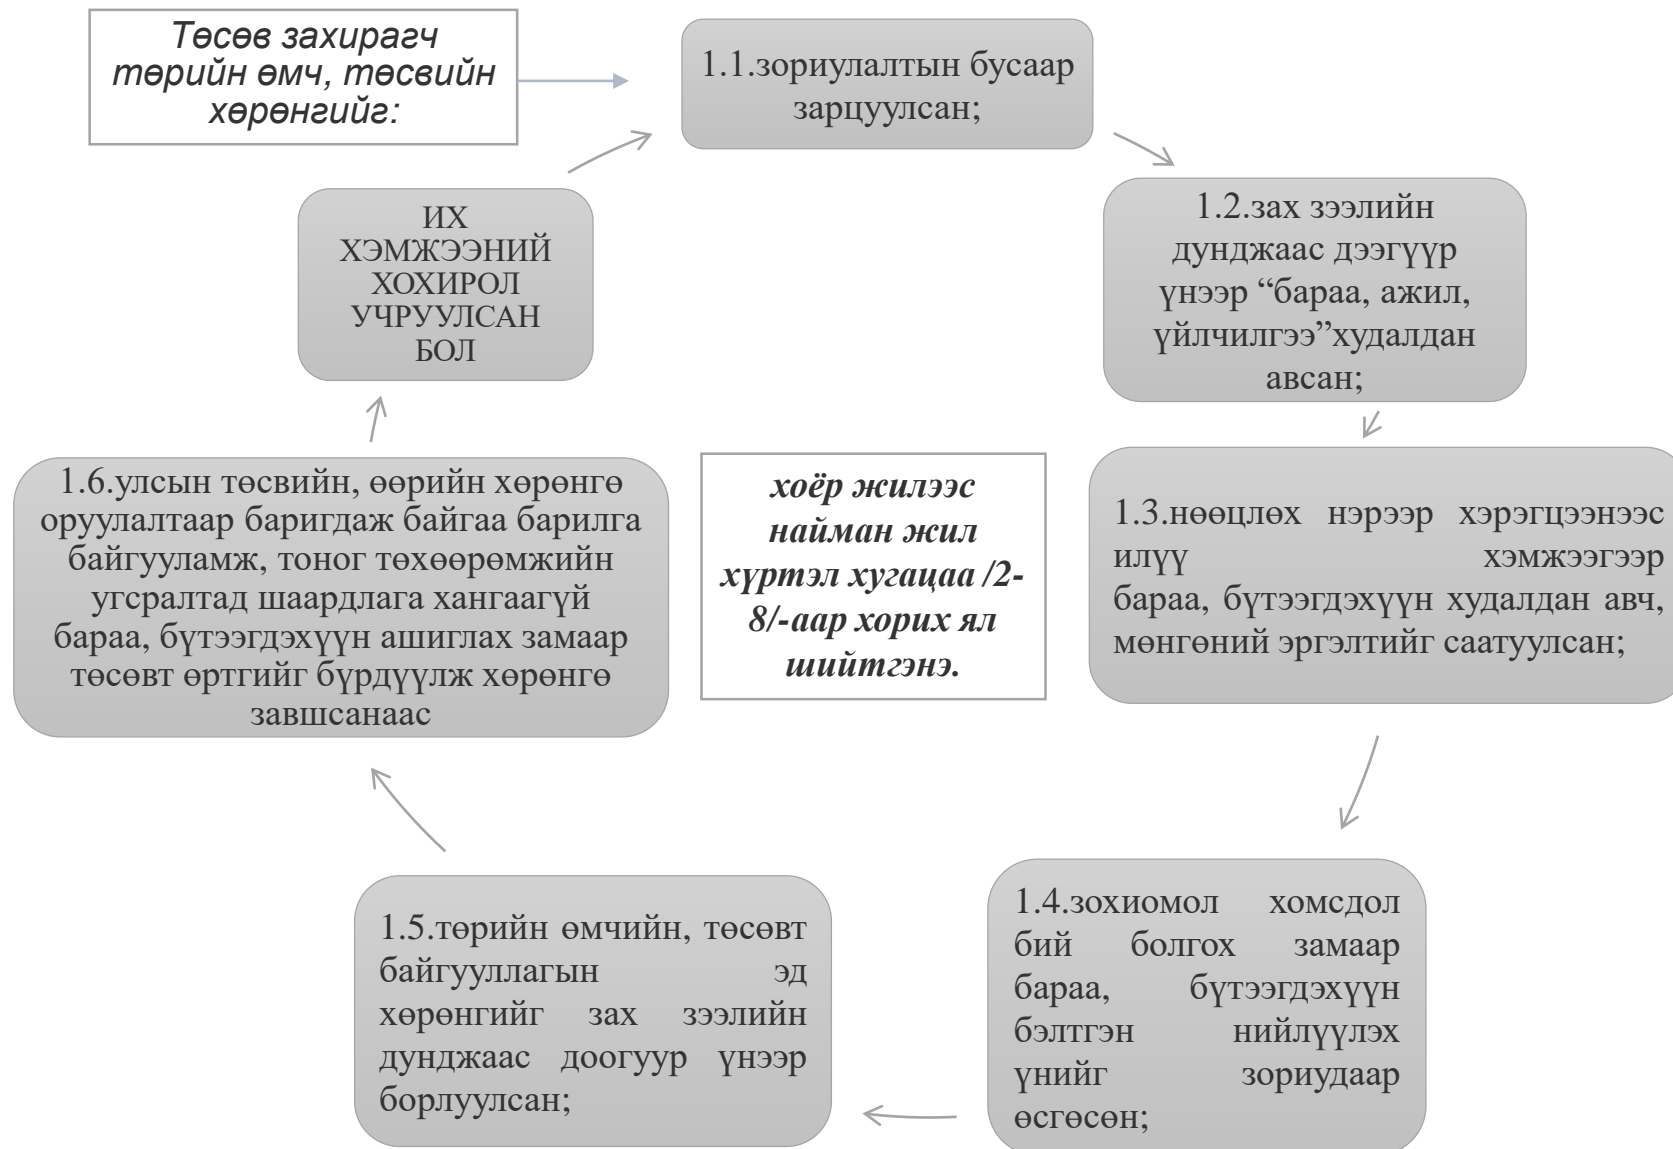 Төсөв захирагч
төрийн өмч, төсвийн
хөрөнгийг:
1.1.зориулалтын бусаар
зарцуулсан;
1.2.зах зээлийн
дунджаас дээгүүр
үнээр “бараа, ажил,
үйлчилгээ”худалдан
авсан;
1.3.нөөцлөх нэрээр хэрэгцээнээс
илүү хэмжээгээр
бараа, бүтээгдэхүүн худалдан авч,
мөнгөний эргэлтийг саатуулсан;
1.4.зохиомол хомсдол
бий болгох замаар
бараа, бүтээгдэхүүн
бэлтгэн нийлүүлэх
үнийг зориудаар
өсгөсөн;
1.5.төрийн өмчийн, төсөвт
байгууллагын эд
хөрөнгийг зах зээлийн
дунджаас доогуур үнээр
борлуулсан;
1.6.улсын төсвийн, өөрийн хөрөнгө
оруулалтаар баригдаж байгаа барилга
байгууламж, тоног төхөөрөмжийн
угсралтад шаардлага хангаагүй
бараа, бүтээгдэхүүн ашиглах замаар
төсөвт өртгийг бүрдүүлж хөрөнгө
завшсанаас
ИХ
ХЭМЖЭЭНИЙ
ХОХИРОЛ
УЧРУУЛСАН
БОЛ
хоёр жилээс
найман жил
хүртэл хугацаа /2-
8/-аар хорих ял
шийтгэнэ.